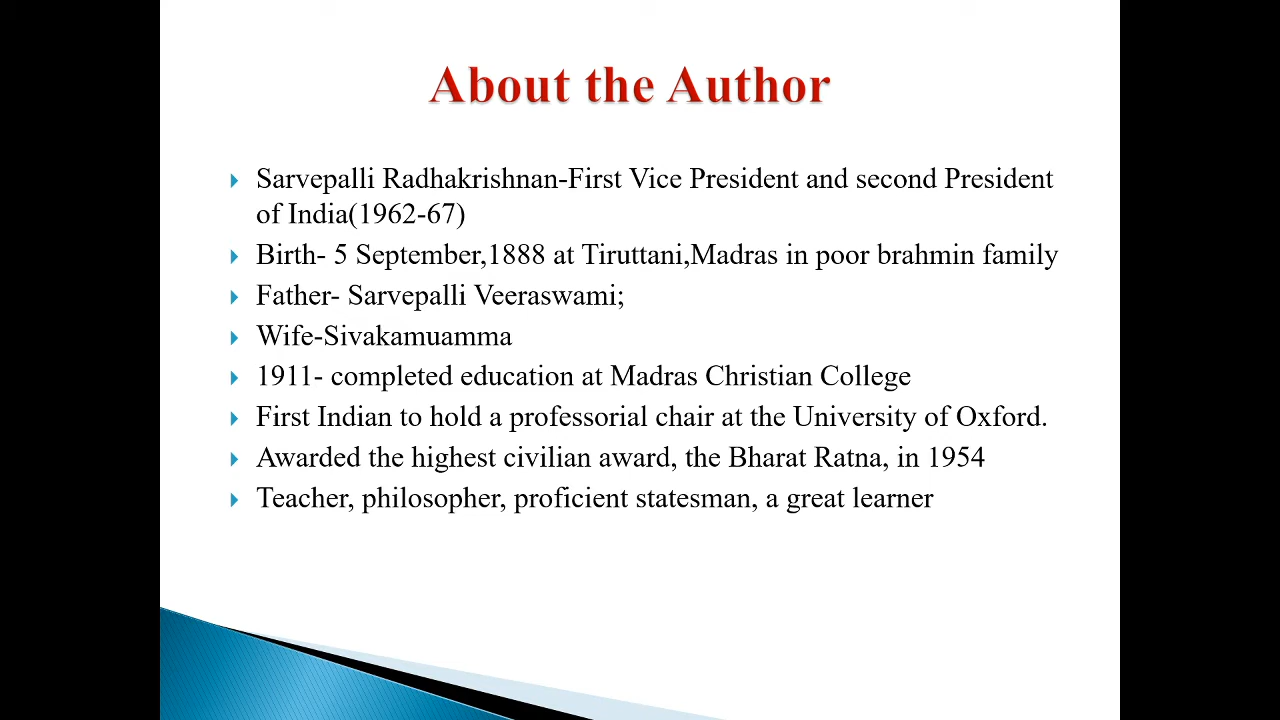 About the Author
Sarvepalli Radhakrishnan-First Vice President and second President
of India(1962-67)
Birth- 5 September,1888 at Tiruttani,Madras in poor brahmin family
Father- Sarvepalli Veeraswami;
Wife-Sivakamuamma
1911- completed education at Madras Christian College
First Indian to hold a professorial chair at the University of Oxford.
Awarded the highest civilian award, the Bharat Ratna, in 1954
Teacher, philosopher, proficient statesman, a great learner